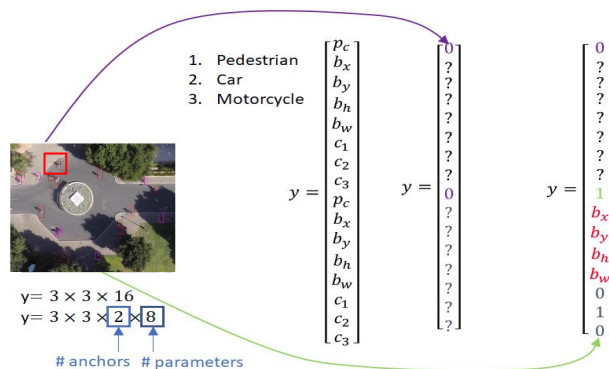 1. Pedestrian
2. Car
3. Motorcycle
y =
p_c
b_x
b_y
b_h
b_w
c_1
c_2
c_3
p_c
b_x
b_y
b_h
b_w
c_1
c_2
c_3
y =
0
?
?
?
?
?
?
?
0
?
?
?
?
?
?
?
y =
0
?
?
?
?
?
?
?
1
b_x
b_y
b_h
b_w
0
1
0
y= 3 × 3 × 16
y= 3 × 3 × 2 × 8
# anchors # parameters